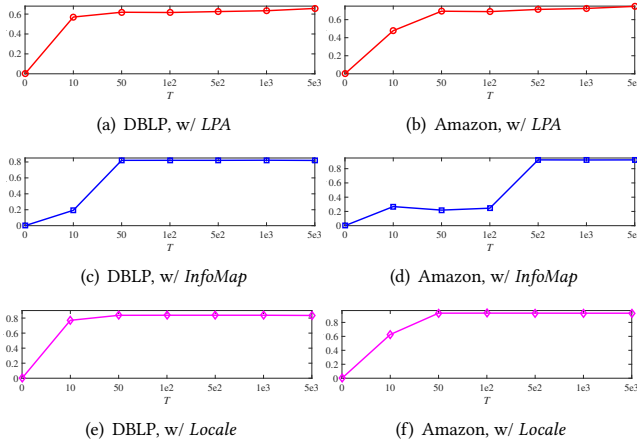 0.6
0.4
0.2
0
0 10 50 1e2 5e2 1e3 5e3
T
(a) DBLP, w/ LPA
0.6
0.4
0.2
0
0 10 50 1e2 5e2 1e3 5e3
T
(b) Amazon, w/ LPA
0.8
0.6
0.4
0.2
0
0 10 50 1e2 5e2 1e3 5e3
T
(c) DBLP, w/ InfoMap
0.8
0.6
0.4
0.2
0
0 10 50 1e2 5e2 1e3 5e3
T
(d) Amazon, w/ InfoMap
0.8
0.6
0.4
0.2
0
0 10 50 1e2 5e2 1e3 5e3
T
(e) DBLP, w/ Locale
0.8
0.6
0.4
0.2
0
0 10 50 1e2 5e2 1e3 5e3
T
(f) Amazon, w/ Locale